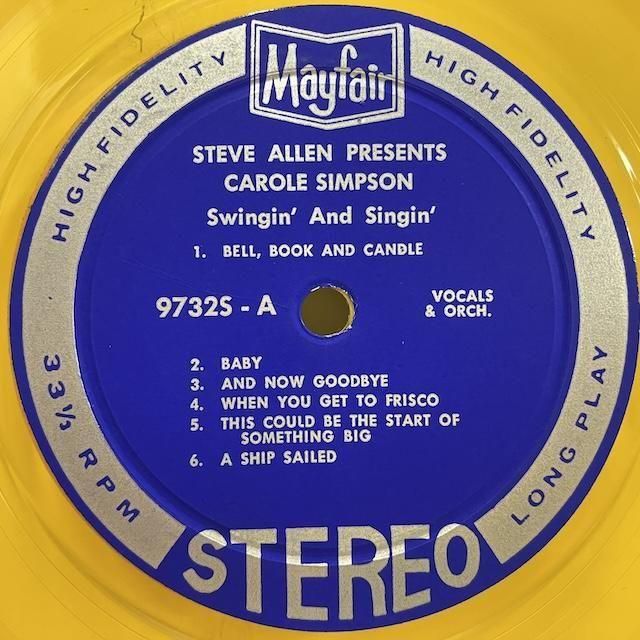 Mayfair
HIGH FIDELITY
HIGH FIDELITY
STEVE ALLEN PRESENTS
CAROLE SIMPSON
Swingin' And Singin'
1. BELL, BOOK AND CANDLE
9732S - A
VOCALS
& ORCH.
2. BABY
3. AND NOW GOODBYE
4. WHEN YOU GET TO FRISCO
5. THIS COULD BE THE START OF
SOMETHING BIG
6. A SHIP SAILED
33⅓ RPM
LONG PLAY
STEREO